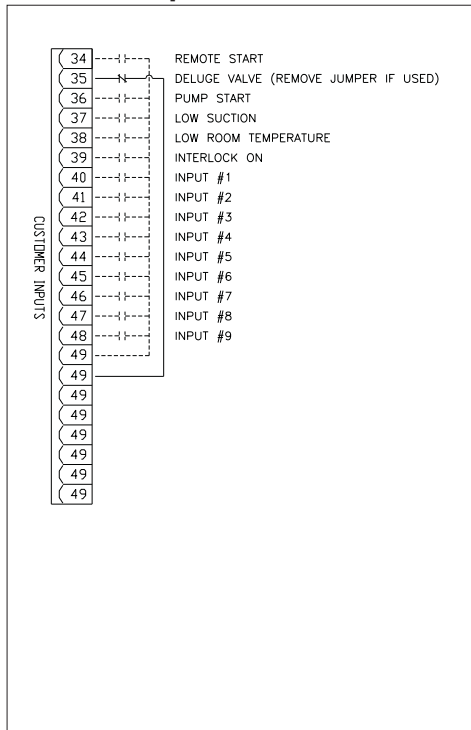 34 REMOTE START
35 DELUGE VALVE (REMOVE JUMPER IF USED)
36 PUMP START
37 LOW SUCTION
38 LOW ROOM TEMPERATURE
39 INTERLOCK ON
40 INPUT #1
41 INPUT #2
42 INPUT #3
43 INPUT #4
44 INPUT #5
45 INPUT #6
46 INPUT #7
47 INPUT #8
48 INPUT #9
49
49
49
49
49
49
49
49
CUSTOMER INPUTS